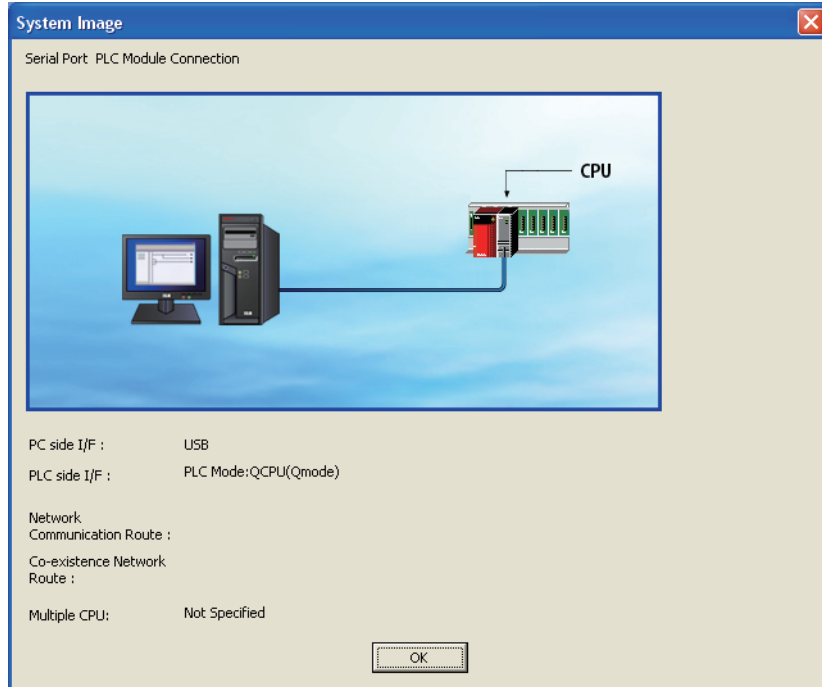 System Image
Serial Port PLC Module Connection
CPU
PC side I/F : USB
PLC side I/F : PLC Mode:QCPU(Qmode)
Network
Communication Route :
Co-existence Network
Route :
Multiple CPU: Not Specified
OK